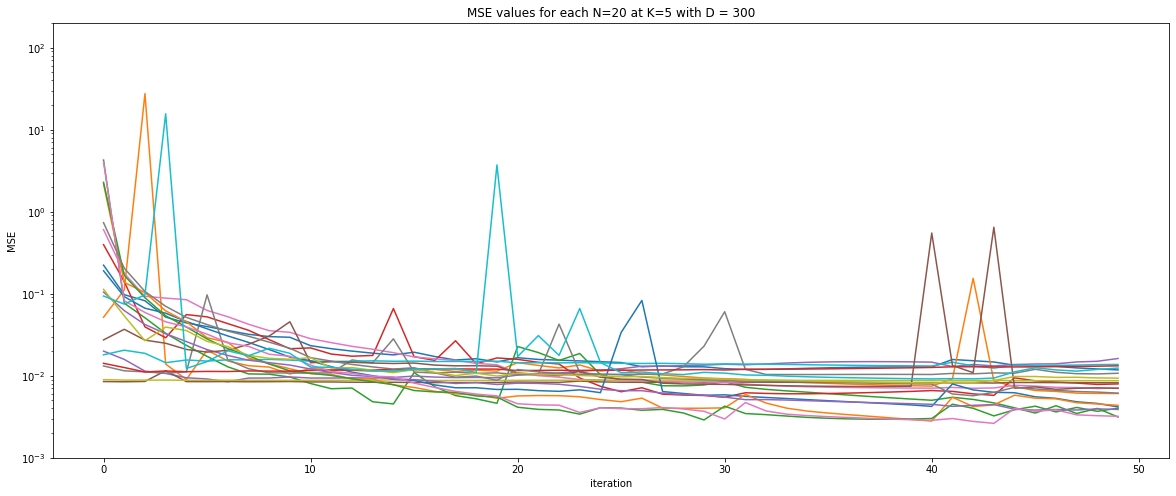 MSE values for each N=20 at K=5 with D = 300
10²
10¹
10⁰
10⁻¹
10⁻²
10⁻³
MSE
0 10 20 30 40 50
iteration